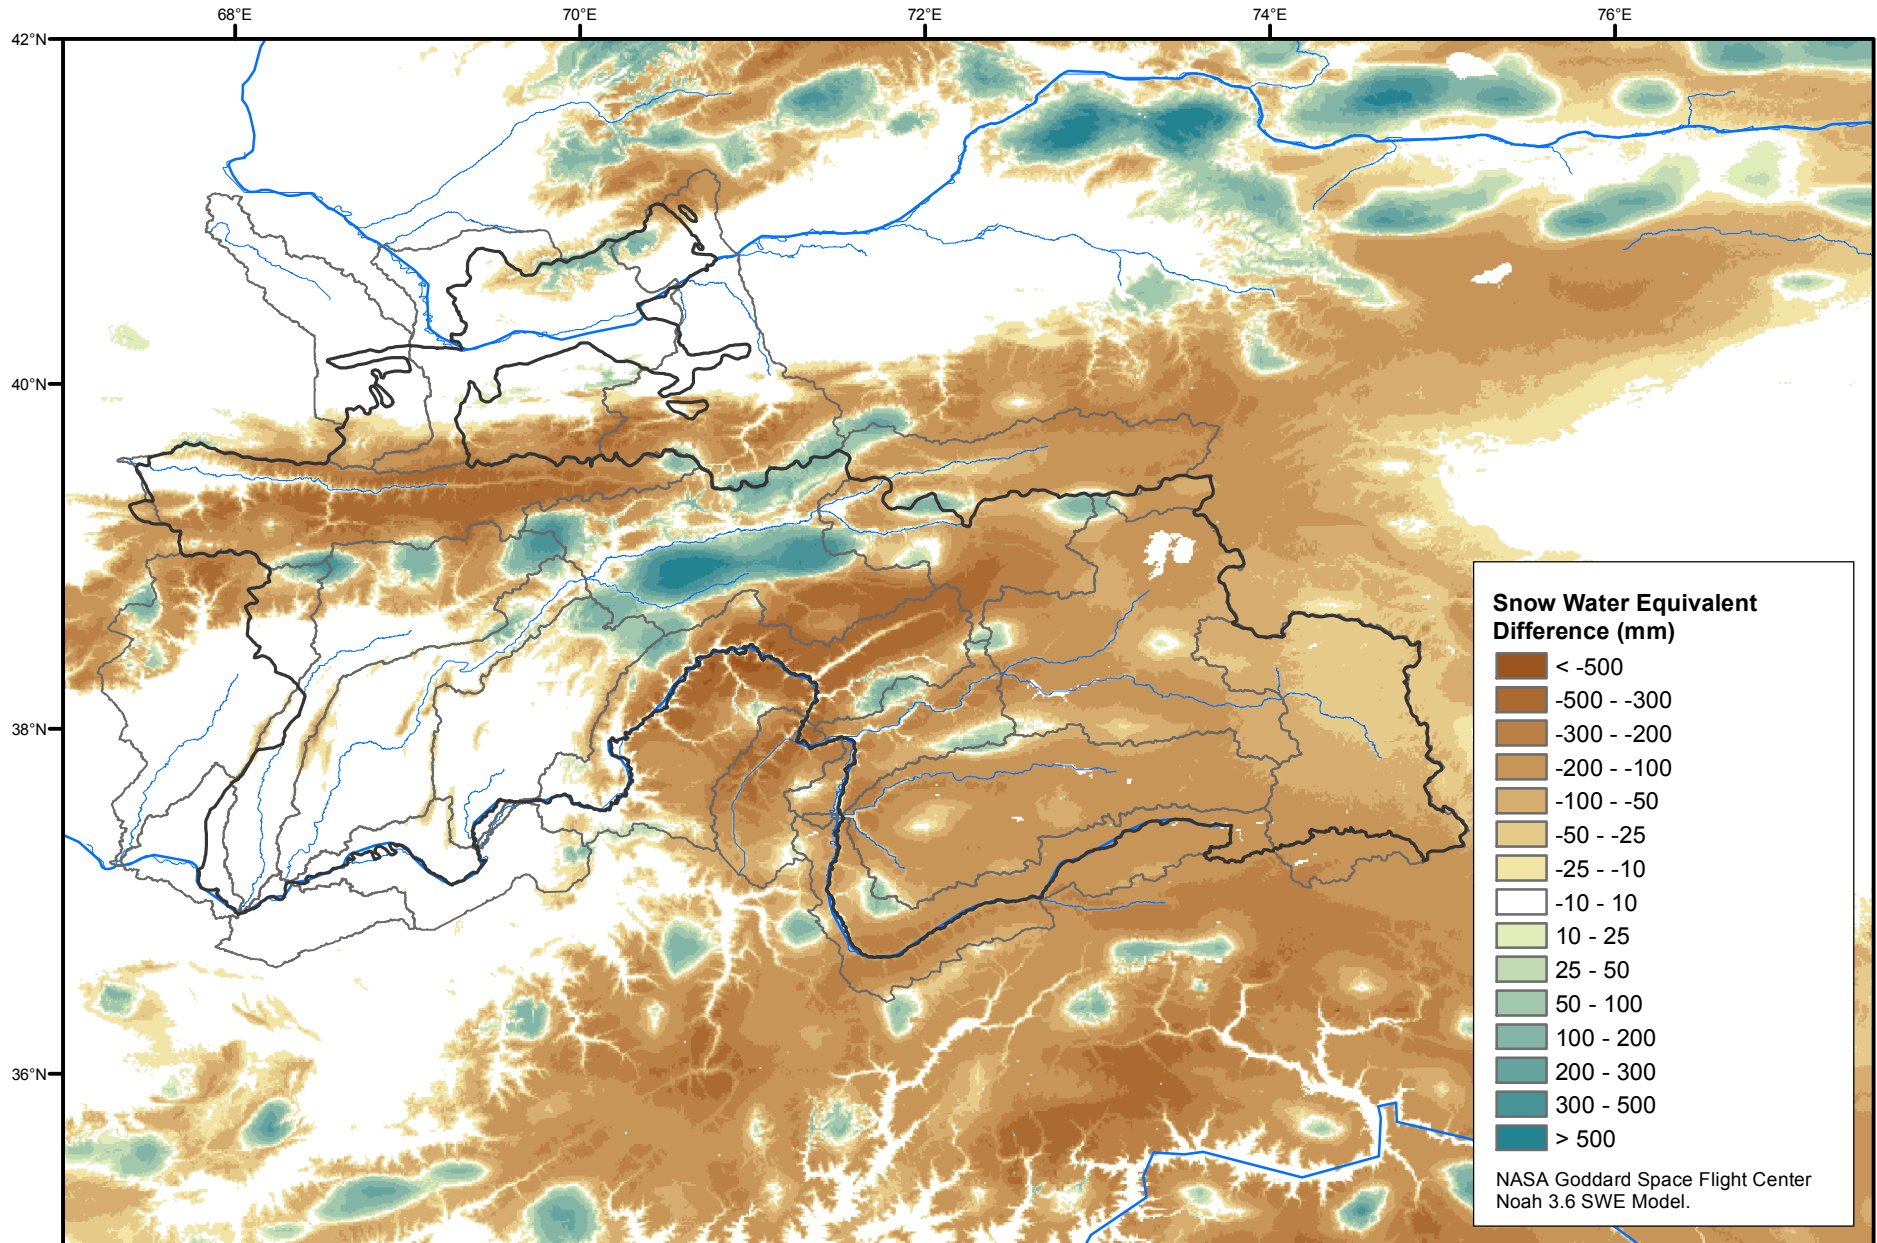 68°E 70°E 72°E 74°E 76°E
42°N
40°N
38°N
36°N
Snow Water Equivalent
Difference (mm)
< -500
-500 - -300
-300 - -200
-200 - -100
-100 - -50
-50 - -25
-25 - -10
-10 - 10
10 - 25
25 - 50
50 - 100
100 - 200
200 - 300
300 - 500
> 500
NASA Goddard Space Flight Center
Noah 3.6 SWE Model.